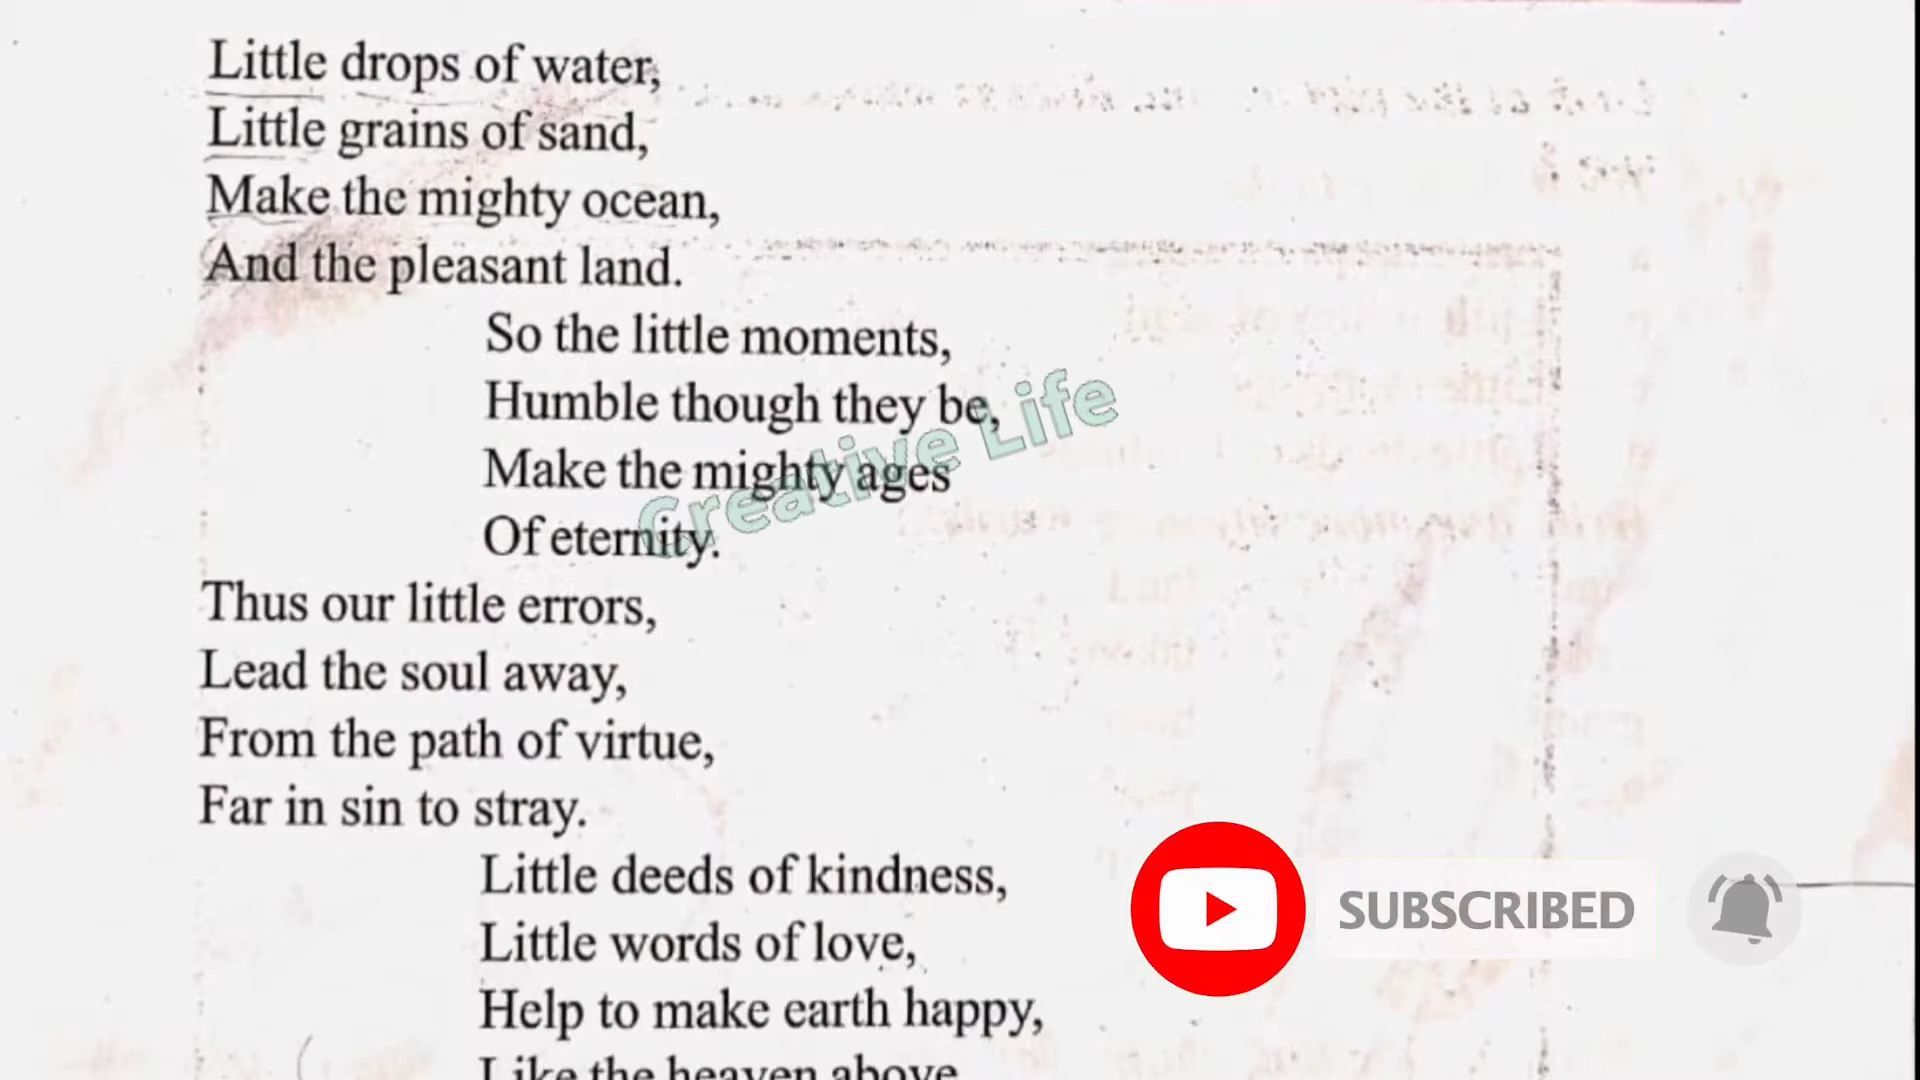 Little drops of water,
Little grains of sand,
Make the mighty ocean,
And the pleasant land.
So the little moments,
Humble though they be,
Make the mighty ages
Of eternity.
Creative Life
Thus our little errors,
Lead the soul away,
From the path of virtue,
Far in sin to stray.
Little deeds of kindness,
Little words of love,
Help to make earth happy,
Like the heaven above
SUBSCRIBED